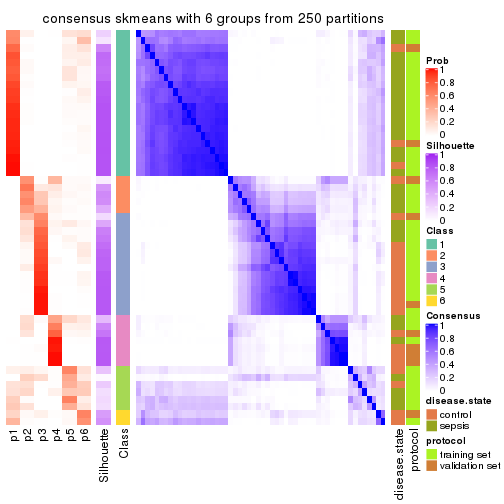 consensus skmeans with 6 groups from 250 partitions
Prob
1
0.8
0.6
0.4
0.2
0
Silhouette
1
0.8
0.6
0.4
0.2
0
Class
1
2
3
4
5
6
Consensus
1
0.8
0.6
0.4
0.2
0
disease.state
control
sepsis
protocol
training set
validation set
p1
p2
p3
p4
p5
p6
Silhouette
Class
disease.state
protocol